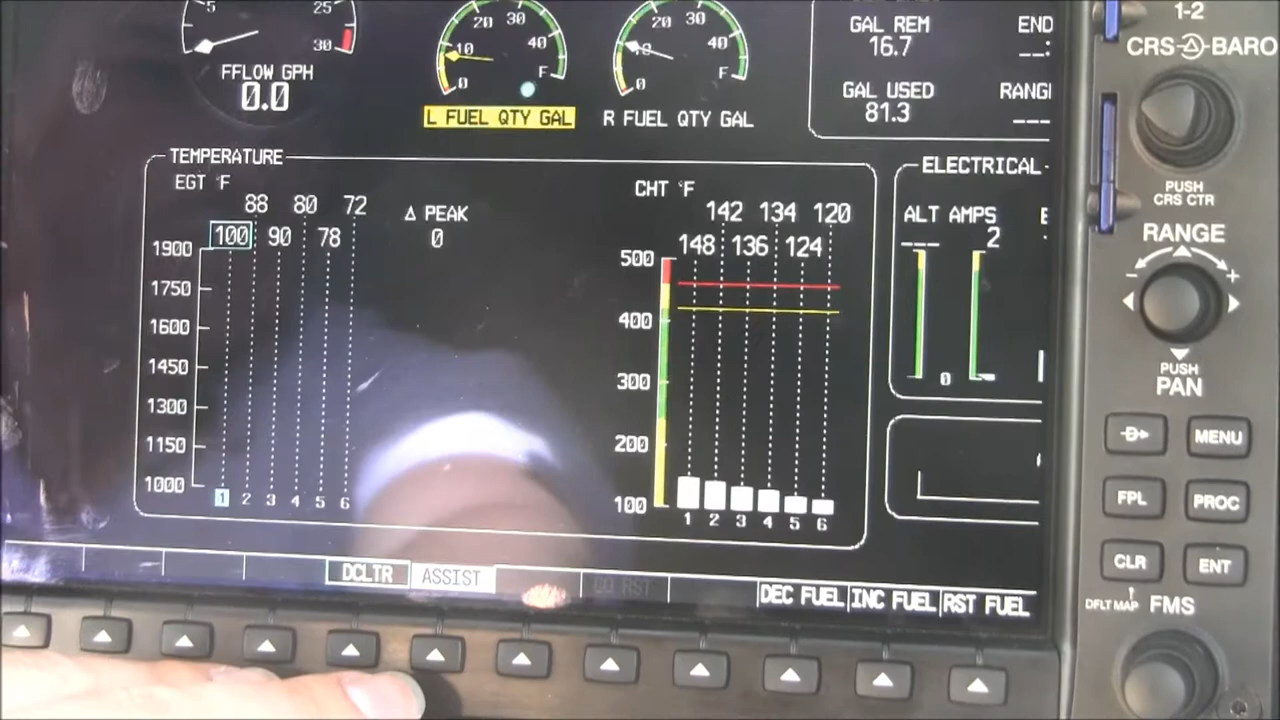 5 25
30
FFLOW GPH
0.0
20 30
10 40
0 F
L FUEL QTY GAL
20 30
40
0 F
R FUEL QTY GAL
GAL REM
16.7
GAL USED
81.3
TEMPERATURE
EGT °F
88 80 72
100 90 78
1900
1750
1600
1450
1300
1150
1000
1 2 3 4 5 6
Δ PEAK
0
CHT °F
142 134 120
148 136 124
500
400
300
200
100
1 2 3 4 5 6
ELECTRICAL
ALT AMPS
--- 2
0
DCLTR ASSIST CO RST DEC FUEL INC FUEL RST FUEL
1-2
CRS BARO
PUSH
CRS CTR
RANGE
- +
PUSH
PAN
D MENU
FPL PROC
CLR ENT
DFLT MAP FMS